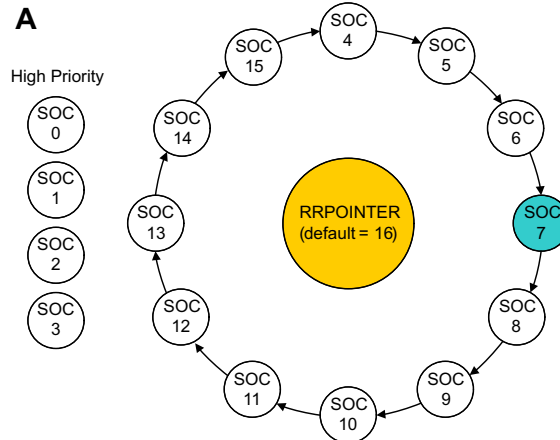 A
High Priority
SOC
0
SOC
1
SOC
2
SOC
3
SOC
4
SOC
5
SOC
6
SOC
7
SOC
8
SOC
9
SOC
10
SOC
11
SOC
12
SOC
13
SOC
14
SOC
15
RRPOINTER
(default = 16)